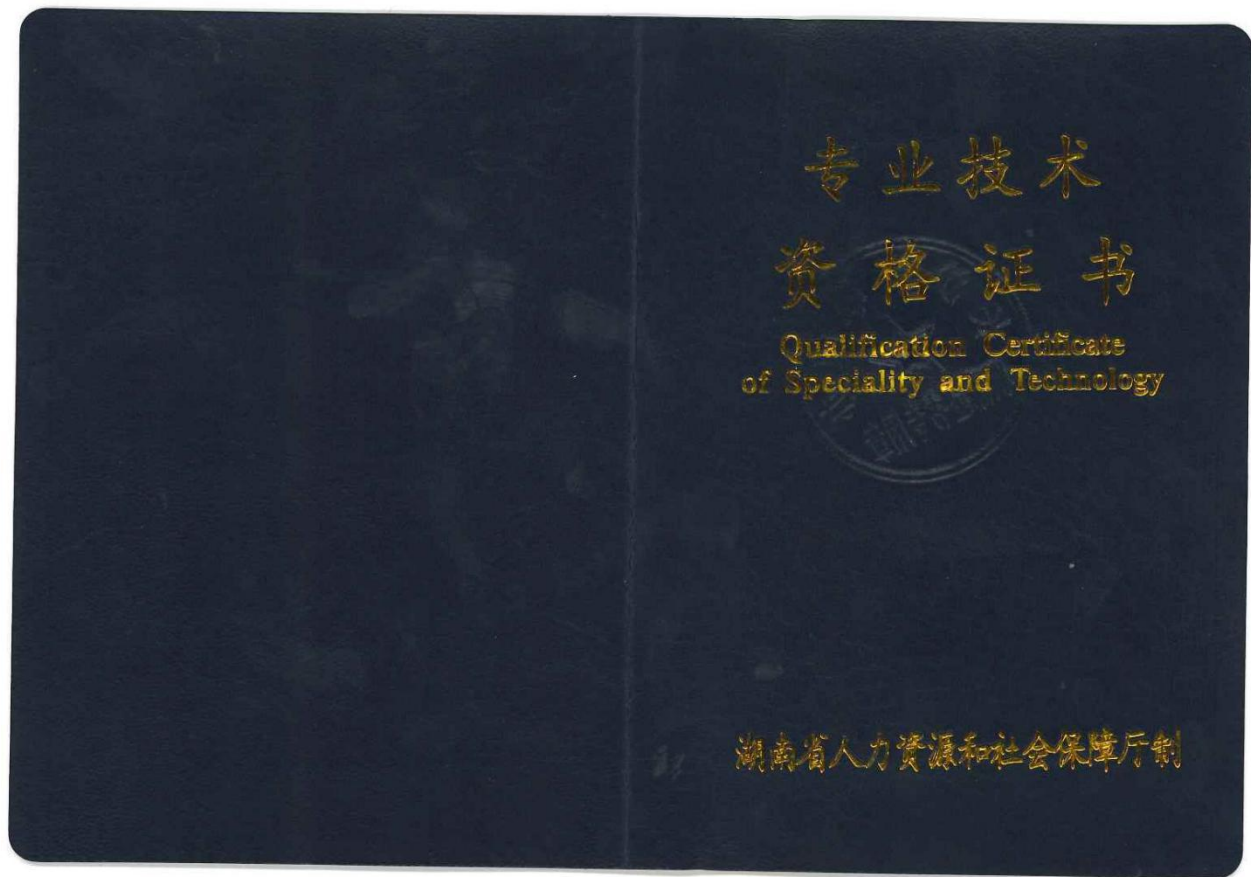 专业技术
资格证书
Qualification Certificate
of Speciality and Technology
湖南省人力资源和社会保障厅制